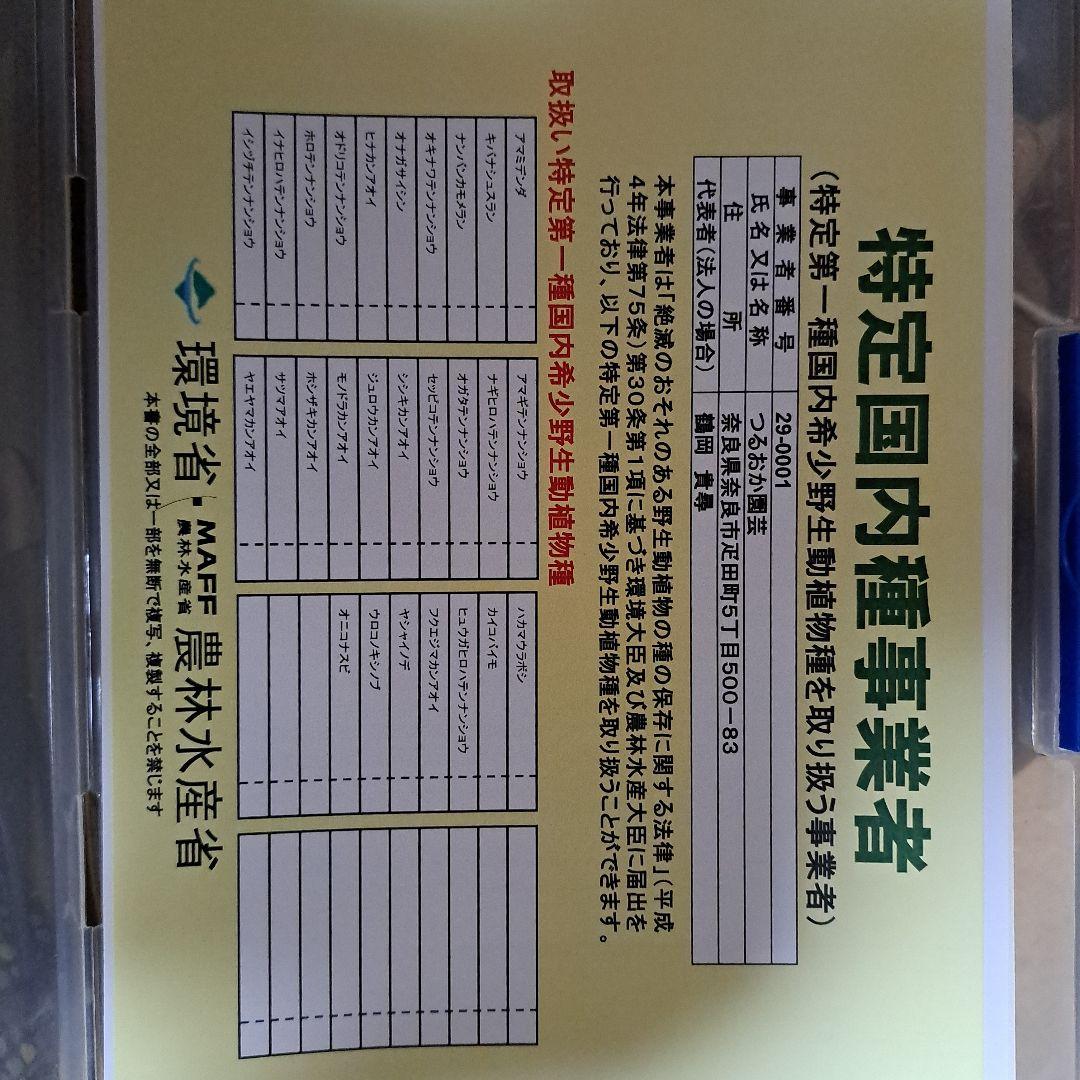 特定国内種事業者
（特定第一種国内希少野生動植物種を取り扱う事業者）
事業者番号 29-0001
氏名又は名称 つるおか園芸
住所 奈良県奈良市疋田町5丁目500－83
代表者（法人の場合） 鶴岡 貴尋
本事業者は「絶滅のおそれのある野生動植物の種の保存に関する法律」（平成
4年法律第75条）第30条第1項に基づき環境大臣及び農林水産大臣に届出を
行っており、以下の特定第一種国内希少野生動植物種を取り扱うことができます。
取扱い特定第一種国内希少野生動植物種
アマミデンダ
キバナシュスラン
ナンバンカモメラン
オキナワテンナンショウ
オナガサイシン
ヒナカンアオイ
オドリコテンナンショウ
ホロテンナンショウ
イナヒロハテンナンショウ
イシヅチテンナンショウ
アマギテンナンショウ
ナギヒロハテンナンショウ
オガタテンナンショウ
セッピコテンナンショウ
シシキカンアオイ
ジュロウカンアオイ
モノドラカンアオイ
ホシザキカンアオイ
サツマアオイ
ヤエヤマカンアオイ
ハカマウラボシ
カイコバイモ
ヒュウガヒロハテンナンショウ
フクエジマカンアオイ
ヤシャイノデ
ウロコノキシノブ
オニコナスビ
環境省・MAFF 農林水産省 農林水産省
本書の全部又は一部を無断で複写、複製することを禁じます